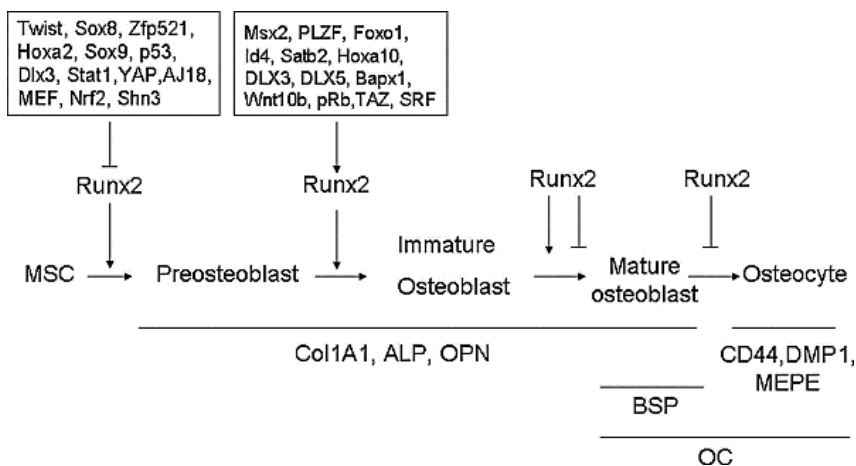 Twist, Sox8, Zfp521,
Hoxa2, Sox9, p53,
Dlx3, Stat1,YAP,AJ18,
MEF, Nrf2, Shn3
Msx2, PLZF, Foxo1,
Id4, Satb2, Hoxa10,
DLX3, DLX5, Bapx1,
Wnt10b, pRb,TAZ, SRF
Runx2
Runx2
Runx2
Runx2
MSC
Preosteoblast
Immature
Osteoblast
Mature
osteoblast
Osteocyte
Col1A1, ALP, OPN
CD44,DMP1,
MEPE
BSP
OC